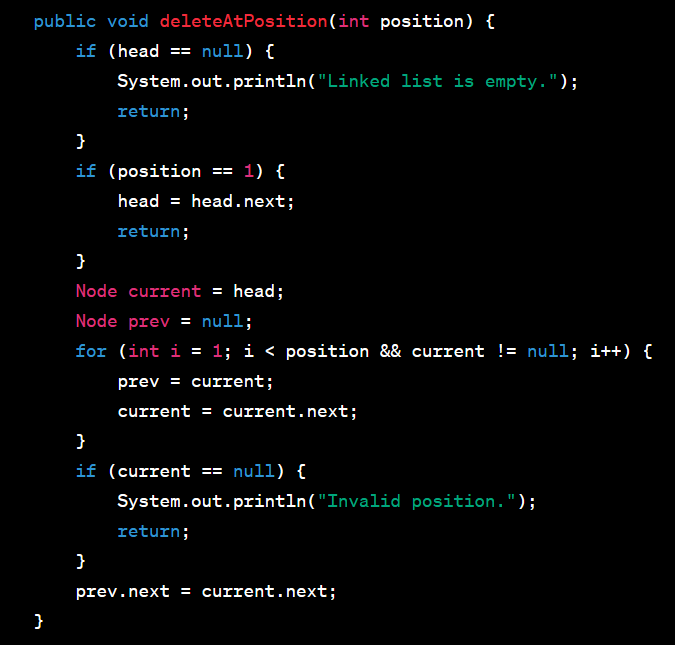 public void deleteAtPosition(int position) {
    if (head == null) {
        System.out.println("Linked list is empty.");
        return;
    }
    if (position == 1) {
        head = head.next;
        return;
    }
    Node current = head;
    Node prev = null;
    for (int i = 1; i < position && current != null; i++) {
        prev = current;
        current = current.next;
    }
    if (current == null) {
        System.out.println("Invalid position.");
        return;
    }
    prev.next = current.next;
}